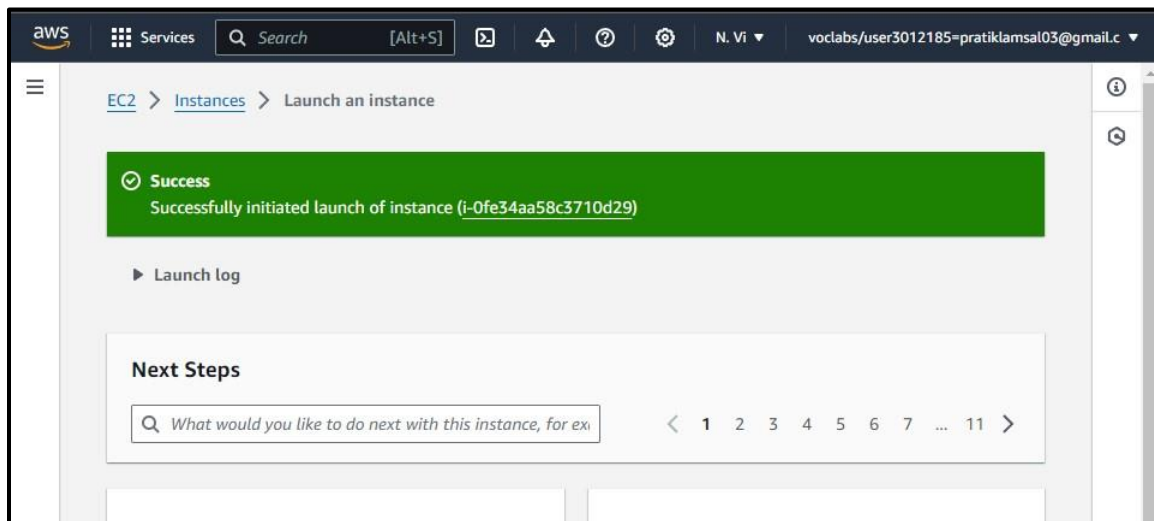 aws Services Search [Alt+S] N. Vi voclabs/user3012185=pratiklamsal03@gmail.c
EC2 > Instances > Launch an instance
Success
Successfully initiated launch of instance (i-0fe34aa58c3710d29)
Launch log
Next Steps
What would you like to do next with this instance, for exa 1 2 3 4 5 6 7 ... 11